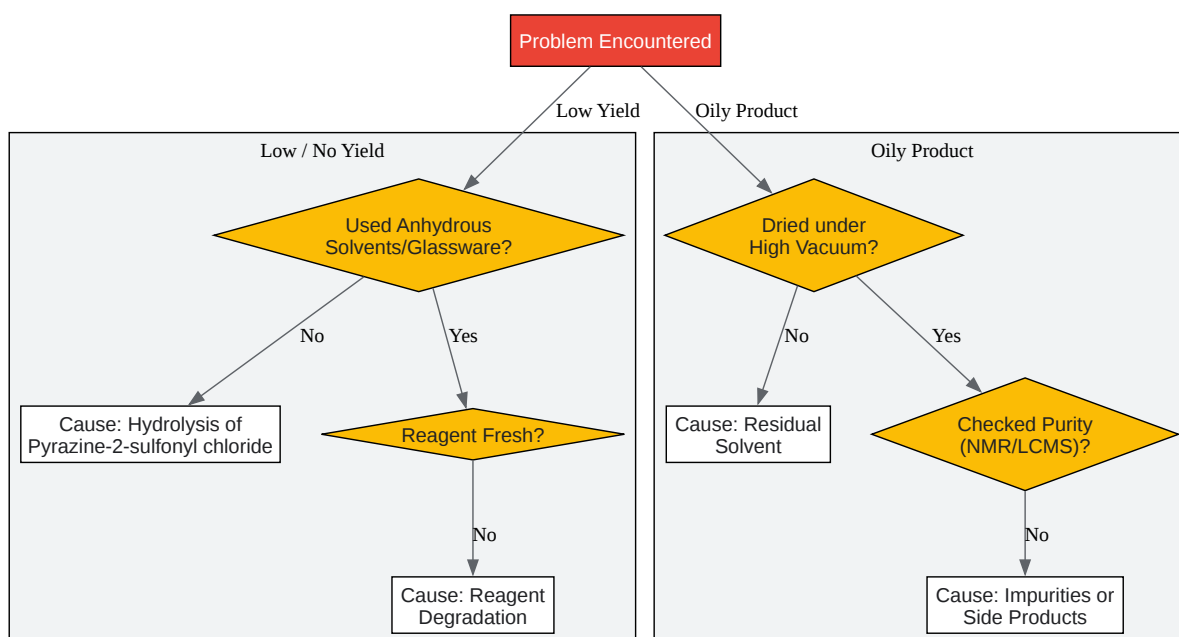 Problem Encountered
Low Yield
Oily Product
Low / No Yield
Oily Product
Used Anhydrous
Solvents/Glassware?
Dried under
High Vacuum?
No
Yes
No
Yes
Cause: Hydrolysis of
Pyrazine-2-sulfonyl chloride
Reagent Fresh?
Cause: Residual
Solvent
Checked Purity
(NMR/LCMS)?
No
No
Cause: Reagent
Degradation
Cause: Impurities or
Side Products